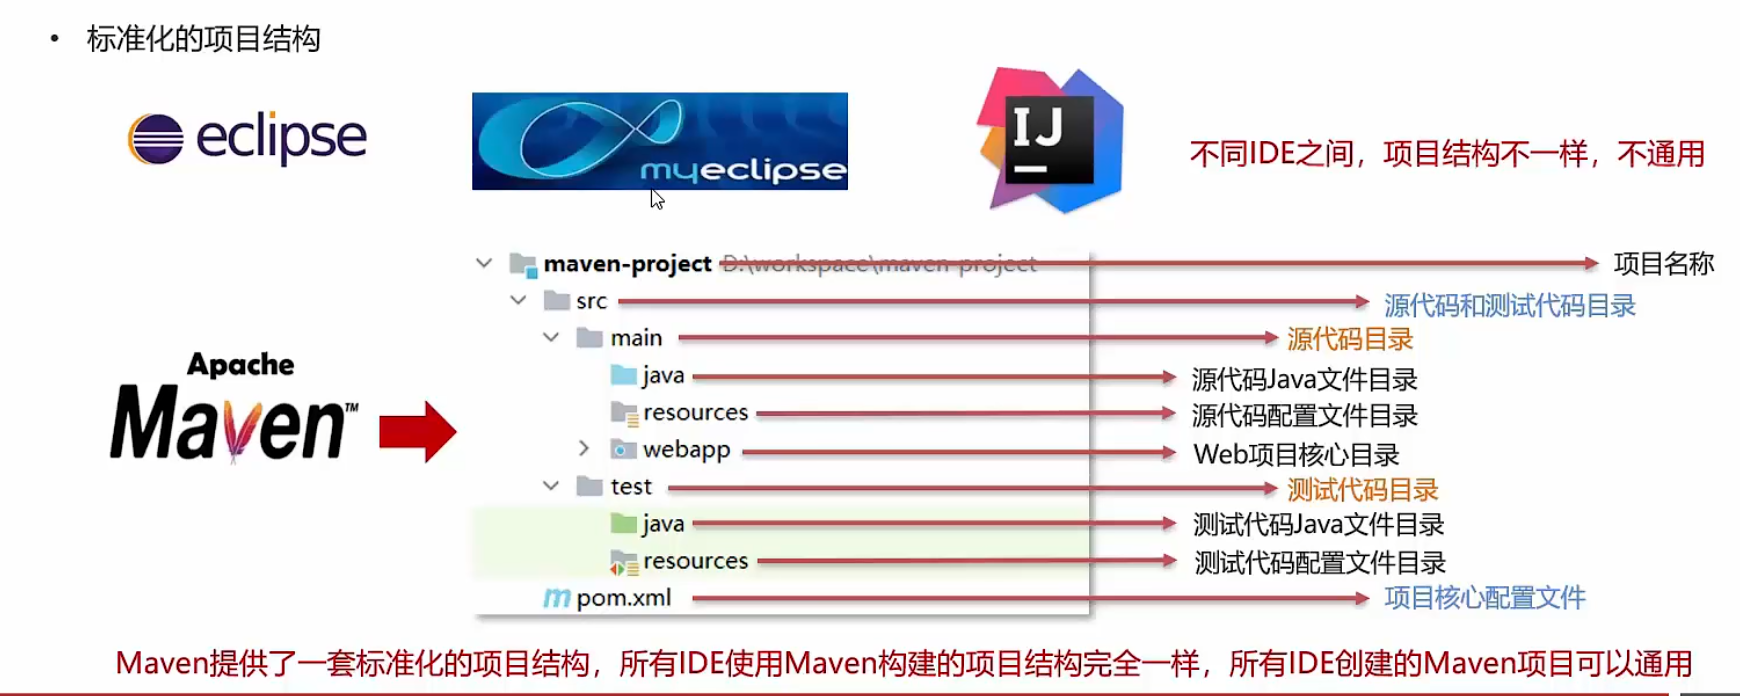 • 标准化的项目结构
eclipse
myeclipse
IJ
不同IDE之间，项目结构不一样，不通用
maven-project D:\workspace\maven-project 项目名称
src 源代码和测试代码目录
main 源代码目录
java 源代码Java文件目录
resources 源代码配置文件目录
webapp Web项目核心目录
test 测试代码目录
java 测试代码Java文件目录
resources 测试代码配置文件目录
pom.xml 项目核心配置文件
Apache
Maven™
Maven提供了一套标准化的项目结构，所有IDE使用Maven构建的项目结构完全一样，所有IDE创建的Maven项目可以通用